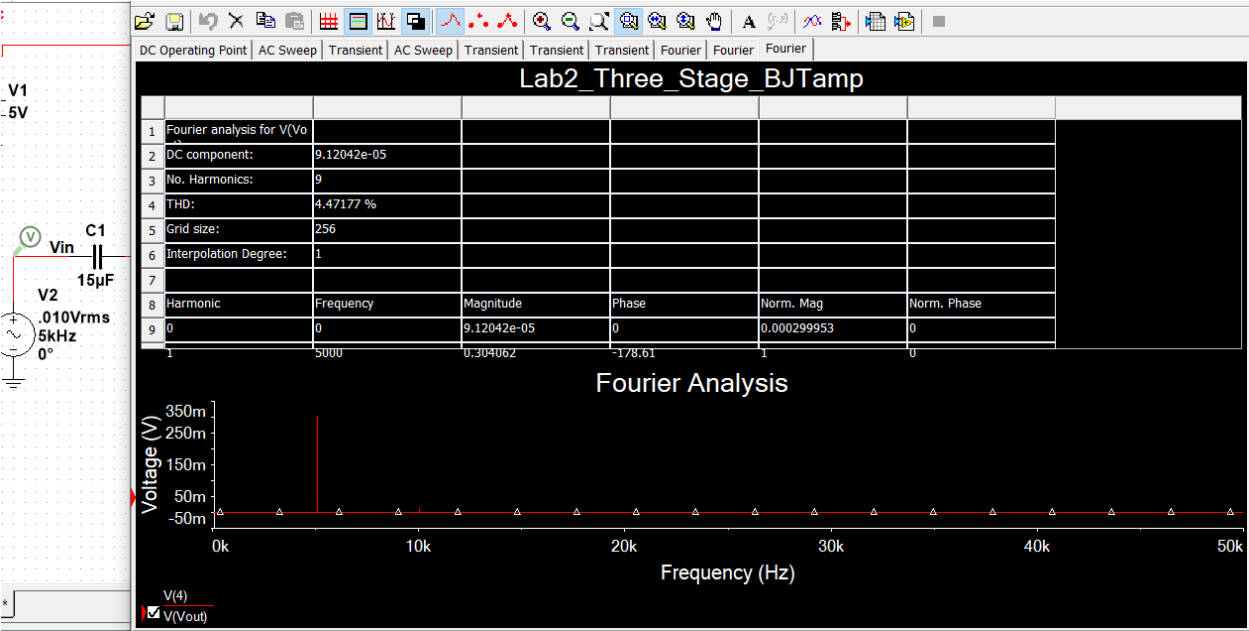 DC Operating Point AC Sweep Transient AC Sweep Transient Transient Transient Fourier Fourier Fourier
Lab2_Three_Stage_BJTamp
V1
5V
1 Fourier analysis for V(Vo
2 DC component: 9.12042e-05
3 No. Harmonics: 9
4 THD: 4.47177 %
5 Grid size: 256
6 Interpolation Degree: 1
7
8 Harmonic Frequency Magnitude Phase Norm. Mag Norm. Phase
9 0 0 9.12042e-05 0 0.000299953 0
1 5000 0.304062 -178.61 1 0
V
Vin
C1
15μF
V2
.010Vrms
5kHz
0°
Fourier Analysis
Voltage (V)
350m
250m
150m
50m
-50m
0k 10k 20k 30k 40k 50k
Frequency (Hz)
V(4)
V(Vout)
*
A